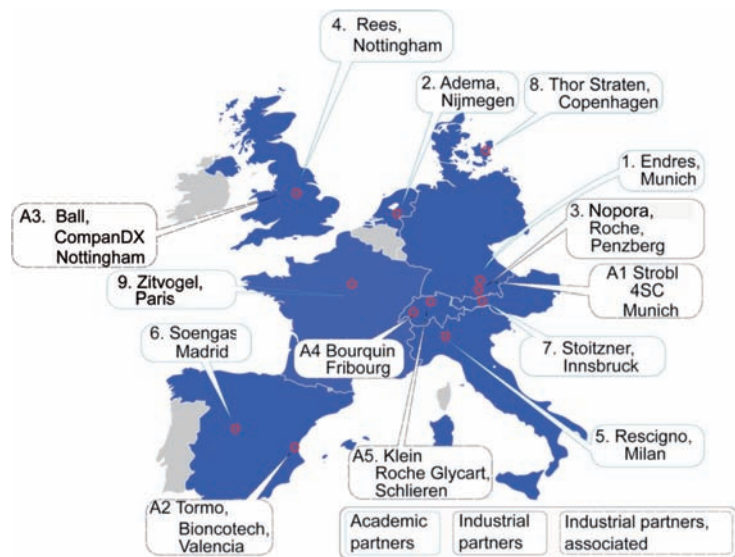 4. Rees,
Nottingham
2. Adema,
Nijmegen
8. Thor Straten,
Copenhagen
1. Endres,
Munich
A3. Ball,
CompanDX
Nottingham
3. Nopora,
Roche,
Penzberg
9. Zitvogel,
Paris
A1 Strobl
4SC
Munich
6. Soengas
Madrid
A4 Bourquin
Fribourg
7. Stoitzner,
Innsbruck
5. Rescigno,
Milan
A5. Klein
Roche Glycart,
Schlieren
A2 Tormo,
Bioncotech,
Valencia
Academic
partners
Industrial
partners
Industrial partners,
associated